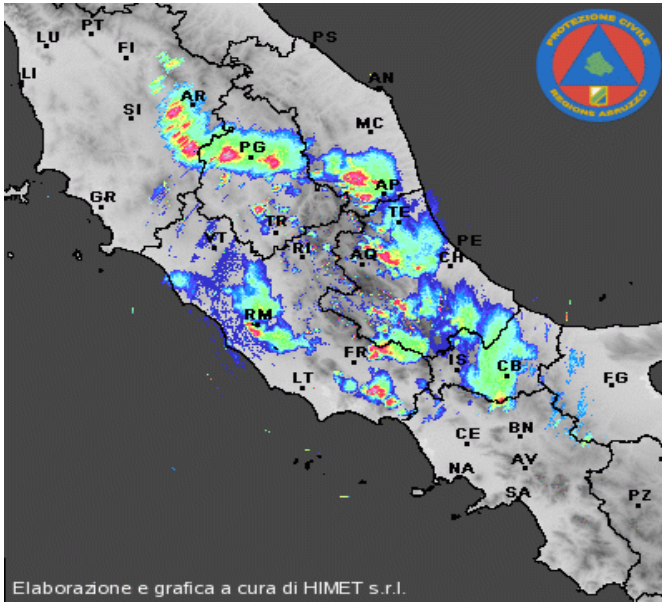 PT
LU
FI
PS
PROTEZIONE CIVILE
REGIONE ABRUZZO
LI
AN
AR
SI
MC
PG
AP
GR
TE
TR
VT
RI
AQ
PE
CH
RM
FR
IS
CB
LT
FG
BN
CE
AV
NA
SA
PZ
Elaborazione e grafica a cura di HIMET s.r.l.